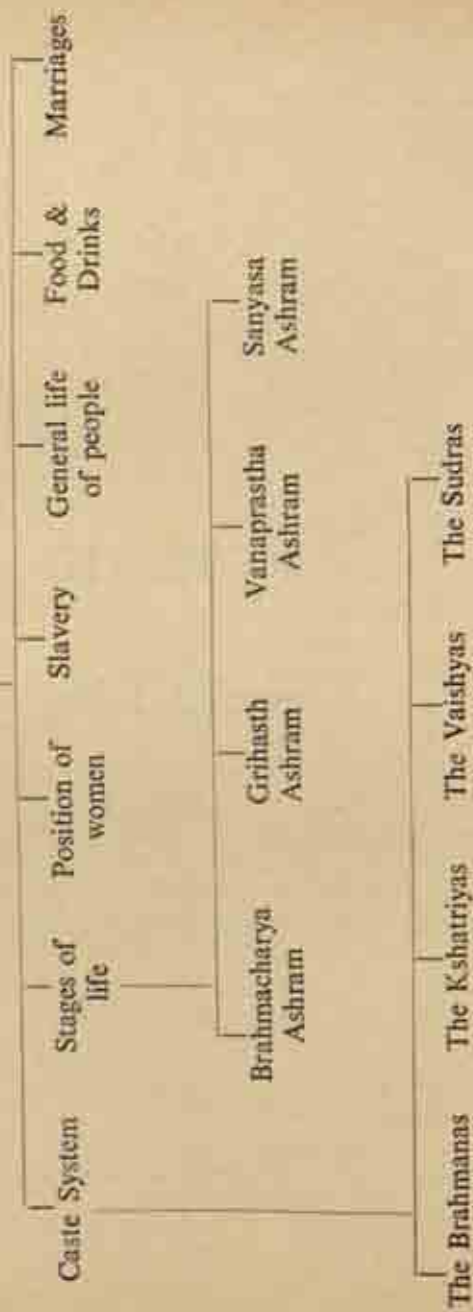 Caste System
Stages of
life
Position of
women
Slavery
General life
of people
Food &
Drinks
Marriages
Brahmacharya
Ashram
Grihasth
Ashram
Vanaprastha
Ashram
Sanyasa
Ashram
The Brahmanas
The Kshatriyas
The Vaishyas
The Sudras